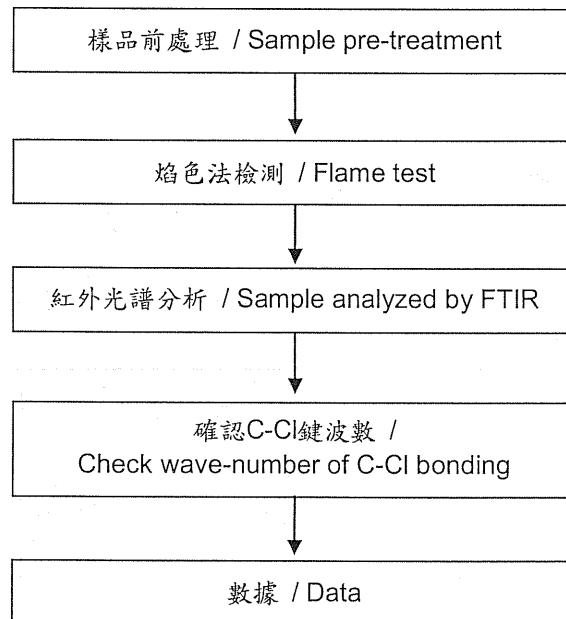 樣品前處理 / Sample pre-treatment
焰色法檢測 / Flame test
紅外光譜分析 / Sample analyzed by FTIR
確認C-Cl鍵波數 /
Check wave-number of C-Cl bonding
數據 / Data